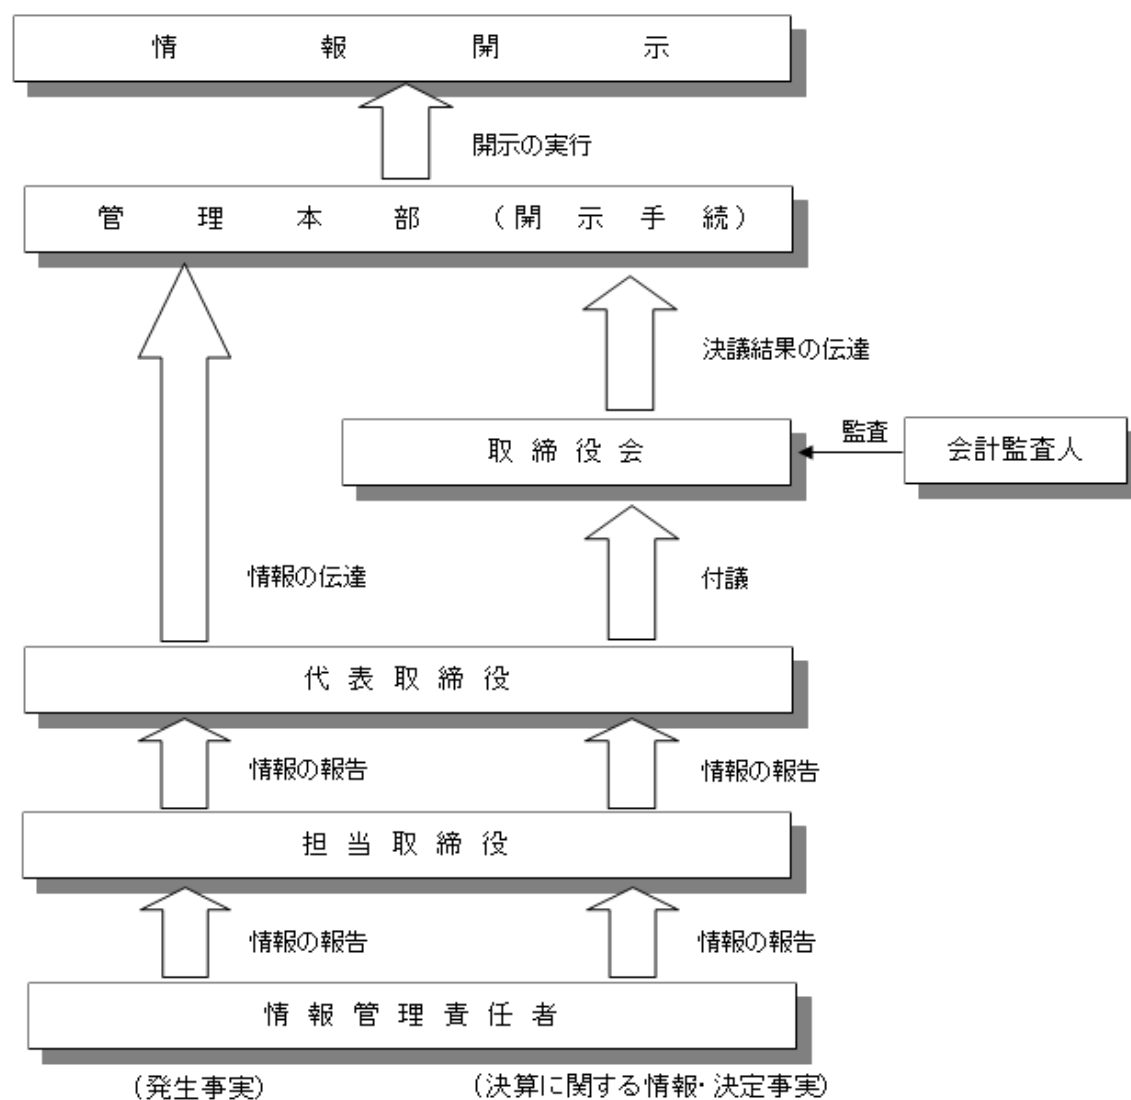 情報開示
開示の実行
管理本部(開示手続)
決議結果の伝達
取締役会
監査
会計監査人
情報の伝達
付議
代表取締役
情報の報告
情報の報告
担当取締役
情報の報告
情報の報告
情報管理責任者
(発生事実)
(決算に関する情報・決定事実)